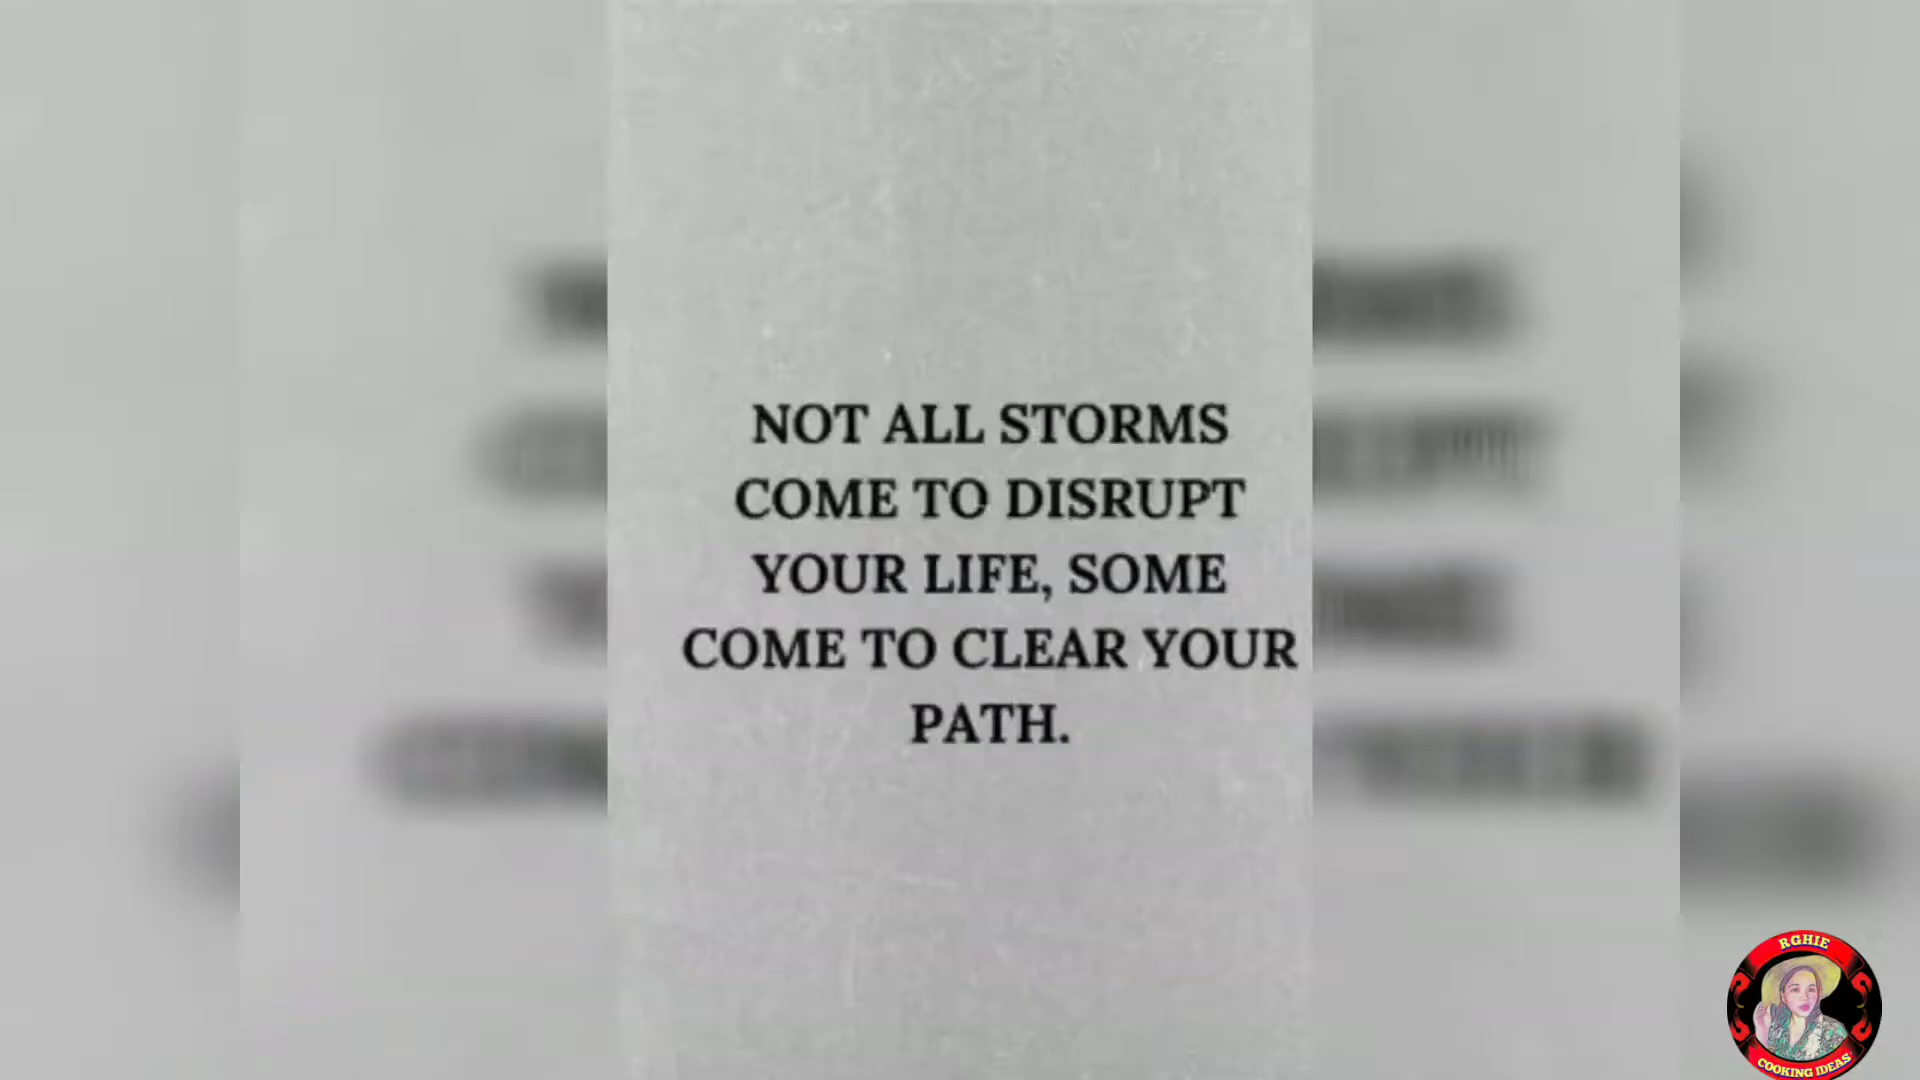 NOT ALL STORMS
COME TO DISRUPT
YOUR LIFE, SOME
COME TO CLEAR YOUR
PATH.
RGHIE
COOKING IDEAS